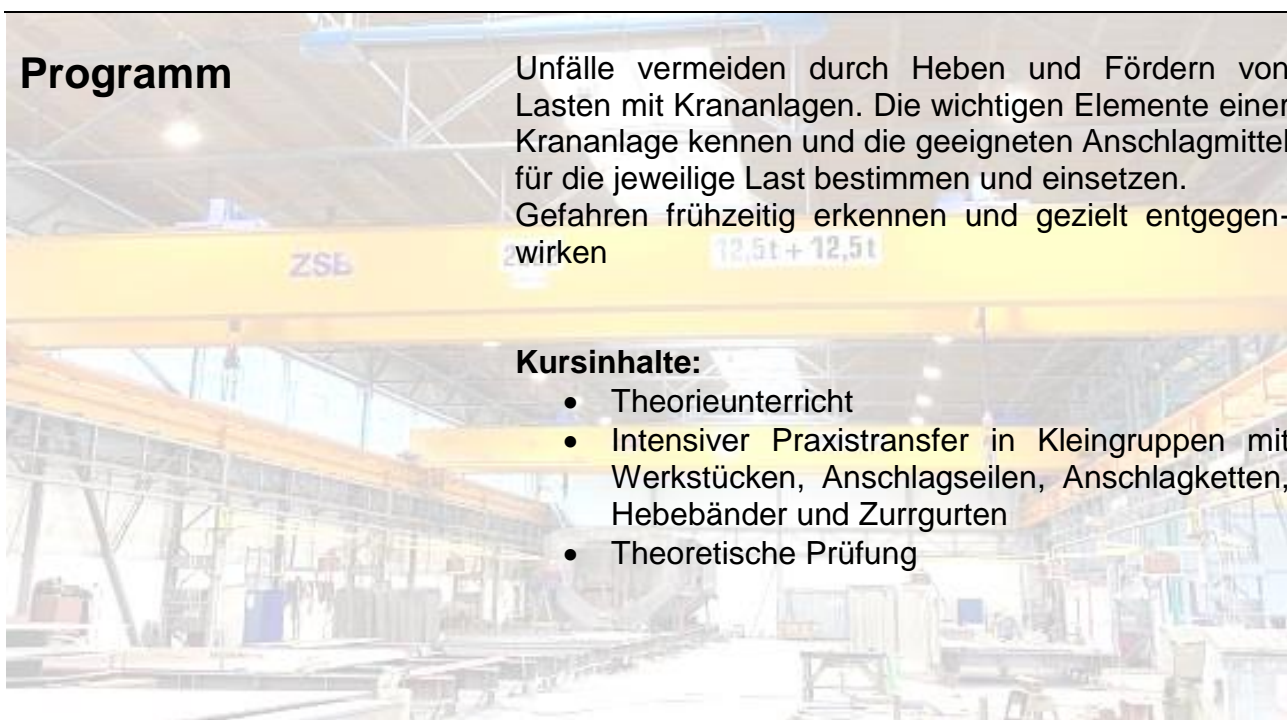 Programm
Unfälle vermeiden durch Heben und Fördern von
Lasten mit Krananlagen. Die wichtigen Elemente einer
Krananlage kennen und die geeigneten Anschlagmittel
für die jeweilige Last bestimmen und einsetzen.
Gefahren frühzeitig erkennen und gezielt entgegen-
wirken
ZSB
12,5t + 12,5t
Kursinhalte:
• Theorieunterricht
• Intensiver Praxistransfer in Kleingruppen mit
Werkstücken, Anschlagseilen, Anschlagketten,
Hebebänder und Zurrgurten
• Theoretische Prüfung